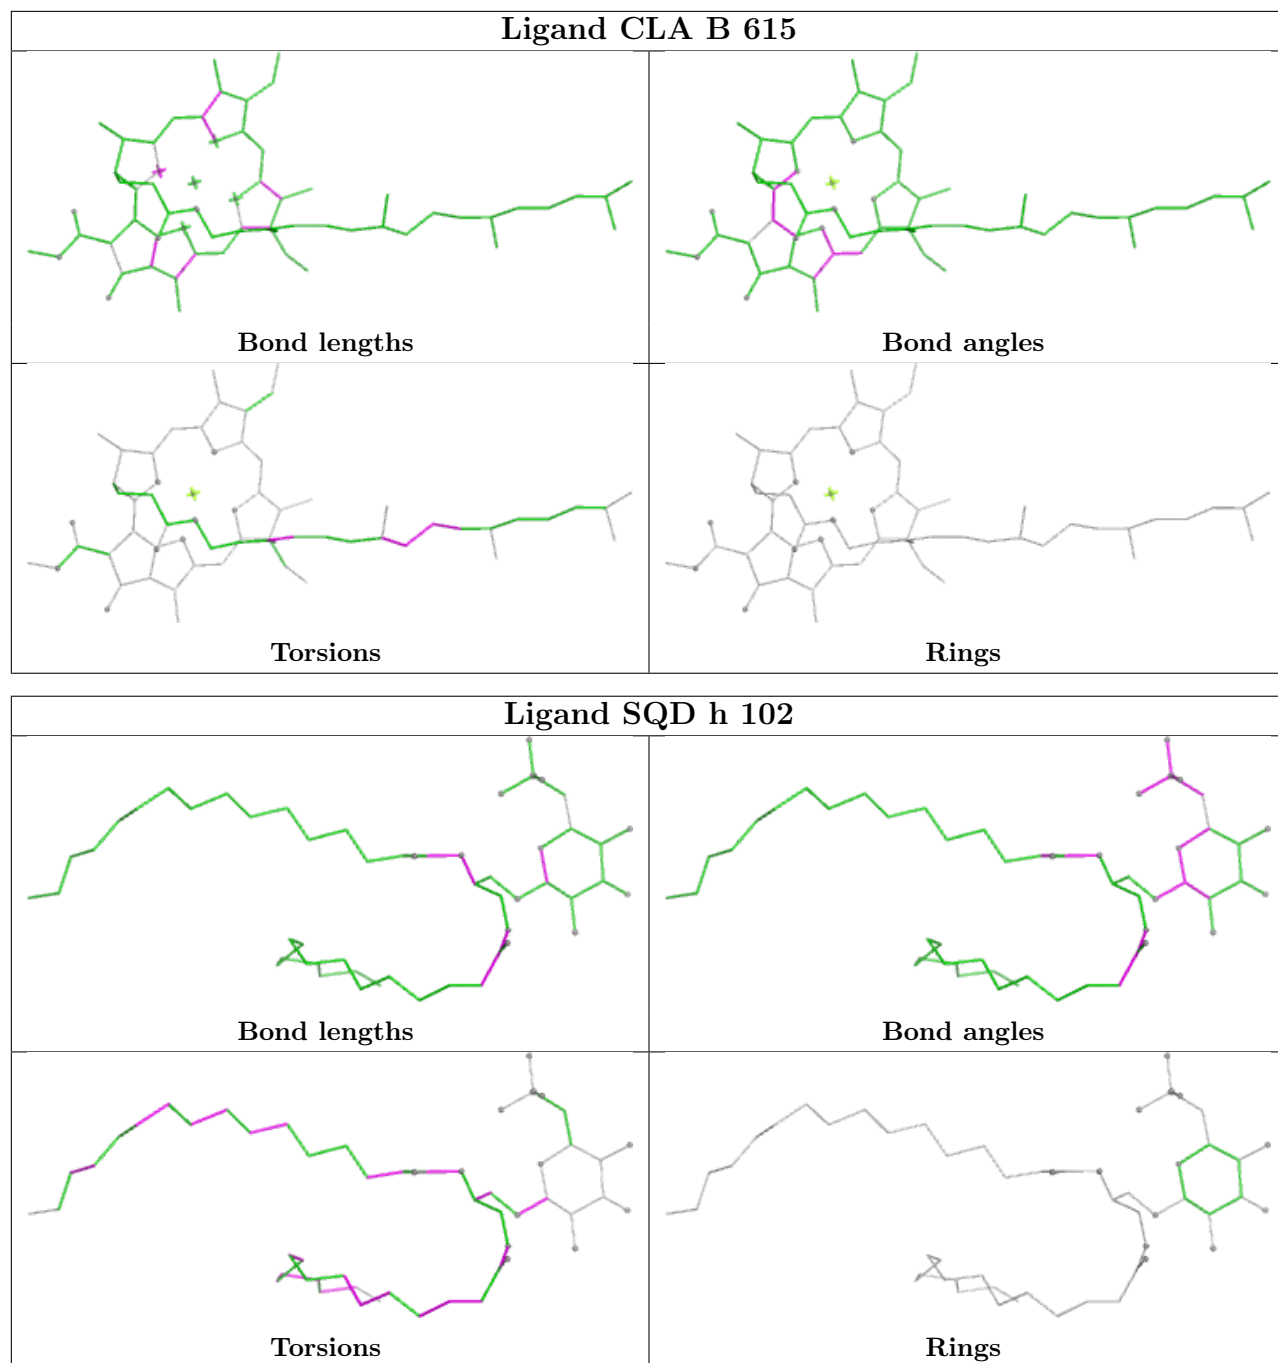 Ligand CLA B 615
Bond lengths
Bond angles
Torsions
Rings
Ligand SQD h 102
Bond lengths
Bond angles
Torsions
Rings